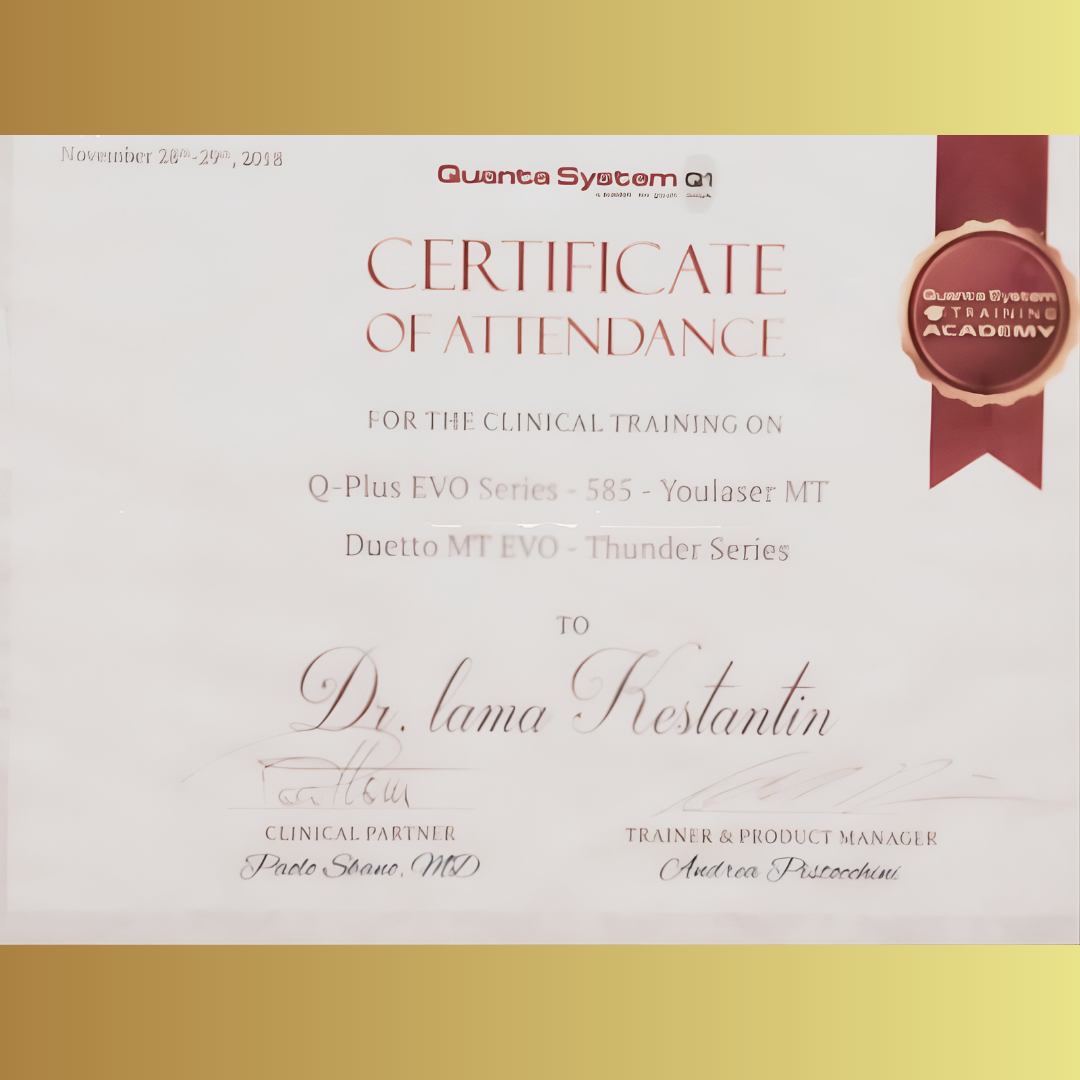 November 28th-29th, 2018
Quanta System Q1
CERTIFICATE
OF ATTENDANCE
FOR THE CLINICAL TRAINING ON
Q-Plus EVO Series - 585 - Youlaser MT
Duetto MT EVO - Thunder Series
TO
Dr. lama Kestantin
CLINICAL PARTNER
Paolo Sbano, MD
TRAINER & PRODUCT MANAGER
Andrea Pistocchini
Quanta System
TRAINING
ACADEMY